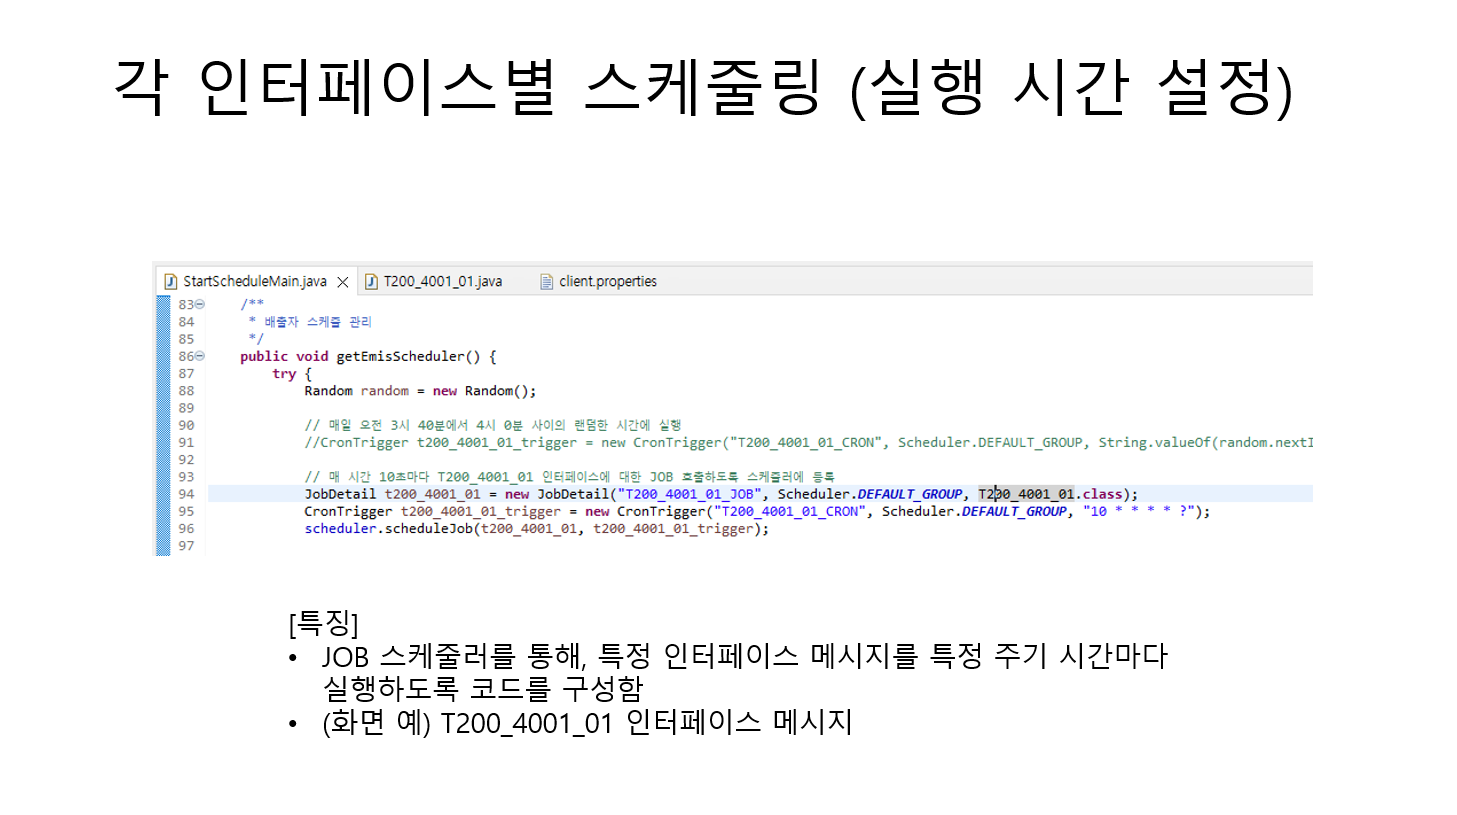 각 인터페이스별 스케줄링 (실행 시간 설정)
StartScheduleMain.java
T200_4001_01.java
client.properties
83 /**
84 * 배출자 스케줄 관리
85 */
86 public void getEmisScheduler() {
87 try {
88 Random random = new Random();
89
90 // 매일 오전 3시 40분에서 4시 0분 사이의 랜덤한 시간에 실행
91 //CronTrigger t200_4001_01_trigger = new CronTrigger("T200_4001_01_CRON", Scheduler.DEFAULT_GROUP, String.valueOf(random.nextI
92
93 // 매 시간 10초마다 T200_4001_01 인터페이스에 대한 JOB 호출하도록 스케줄러에 등록
94 JobDetail t200_4001_01 = new JobDetail("T200_4001_01_JOB", Scheduler.DEFAULT_GROUP, T200_4001_01.class);
95 CronTrigger t200_4001_01_trigger = new CronTrigger("T200_4001_01_CRON", Scheduler.DEFAULT_GROUP, "10 * * * * ?");
96 scheduler.scheduleJob(t200_4001_01, t200_4001_01_trigger);
97
[특징]
• JOB 스케줄러를 통해, 특정 인터페이스 메시지를 특정 주기 시간마다
실행하도록 코드를 구성함
• (화면 예) T200_4001_01 인터페이스 메시지